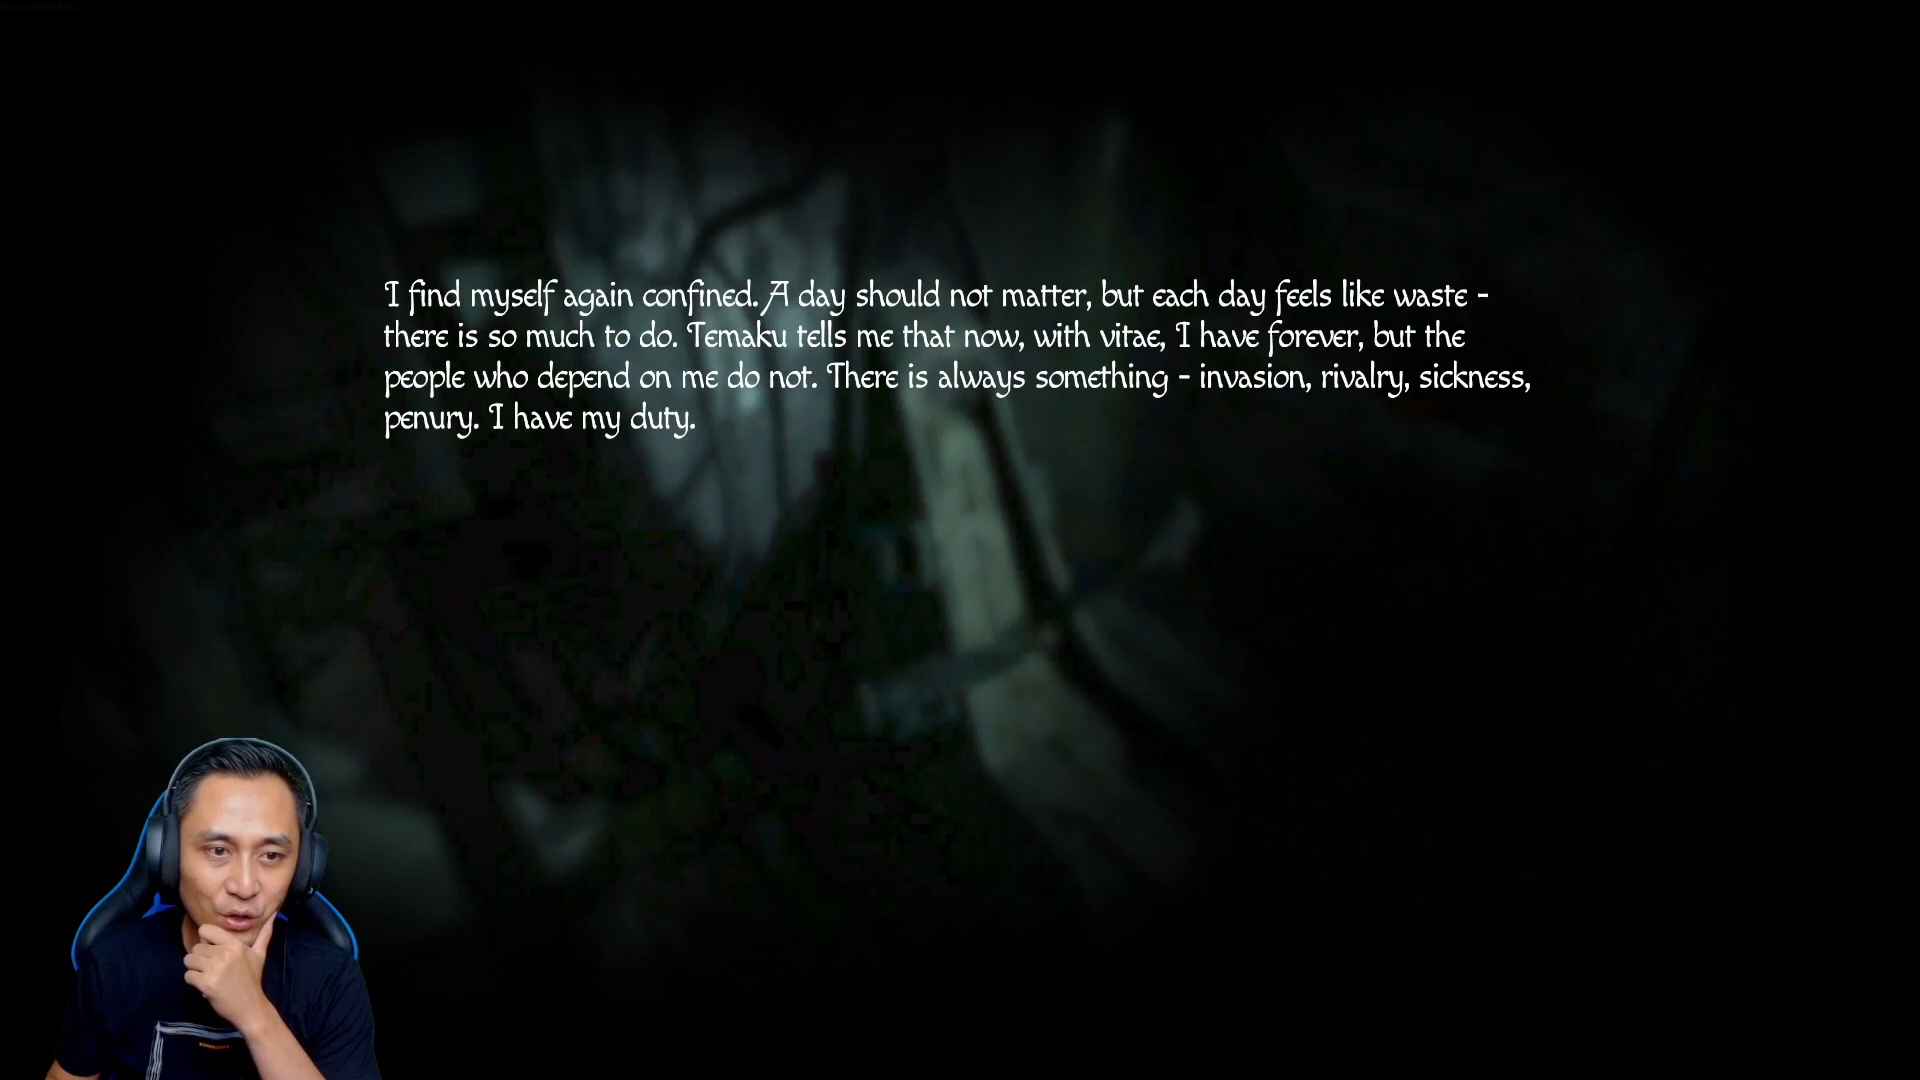 I find myself again confined. A day should not matter, but each day feels like waste -
there is so much to do. Temaku tells me that now, with vitae, I have forever, but the
people who depend on me do not. There is always something - invasion, rivalry, sickness,
penury. I have my duty.